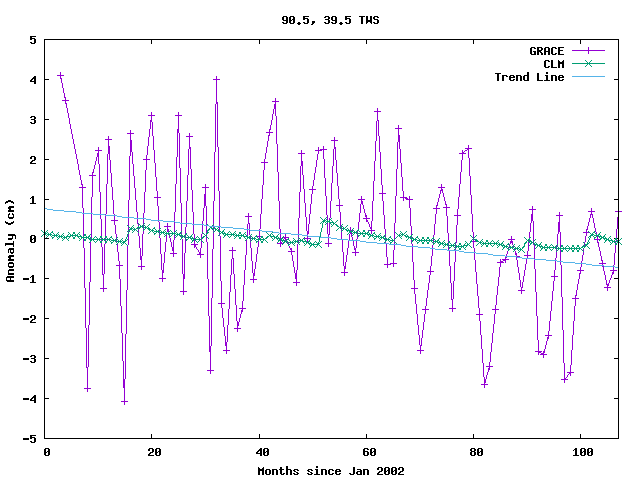 90.5, 39.5 TWS
GRACE
CLM
Trend Line
5
4
3
2
1
0
-1
-2
-3
-4
-5
Anomaly (cm)
0 20 40 60 80 100
Months since Jan 2002